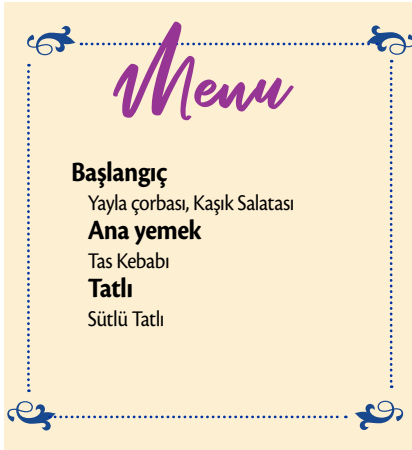 Menu
Başlangıç
Yayla çorbası, Kaşık Salatası
Ana yemek
Tas Kebabı
Tatlı
Sütlü Tatlı